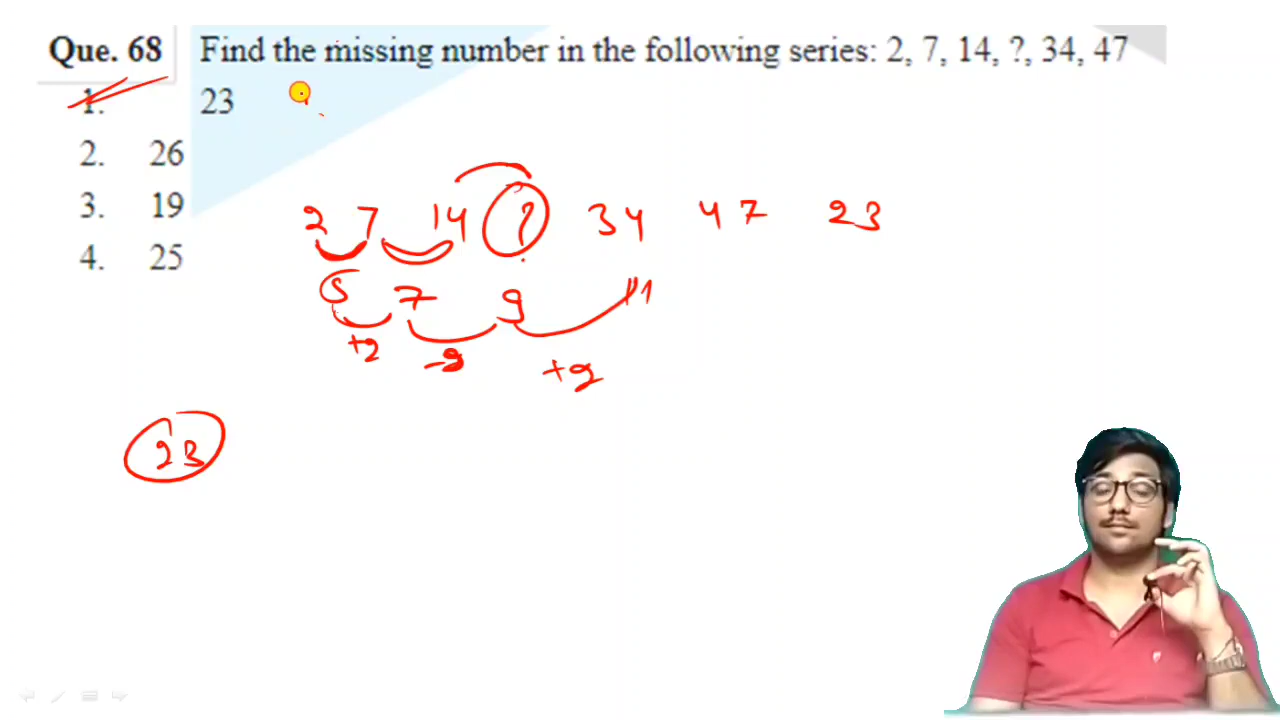 Que. 68 Find the missing number in the following series: 2, 7, 14, ?, 34, 47
1. 23
2. 26
3. 19
4. 25
2 7 14 ? 34 47 23
5 7 9 11
+2 -2 +2
23